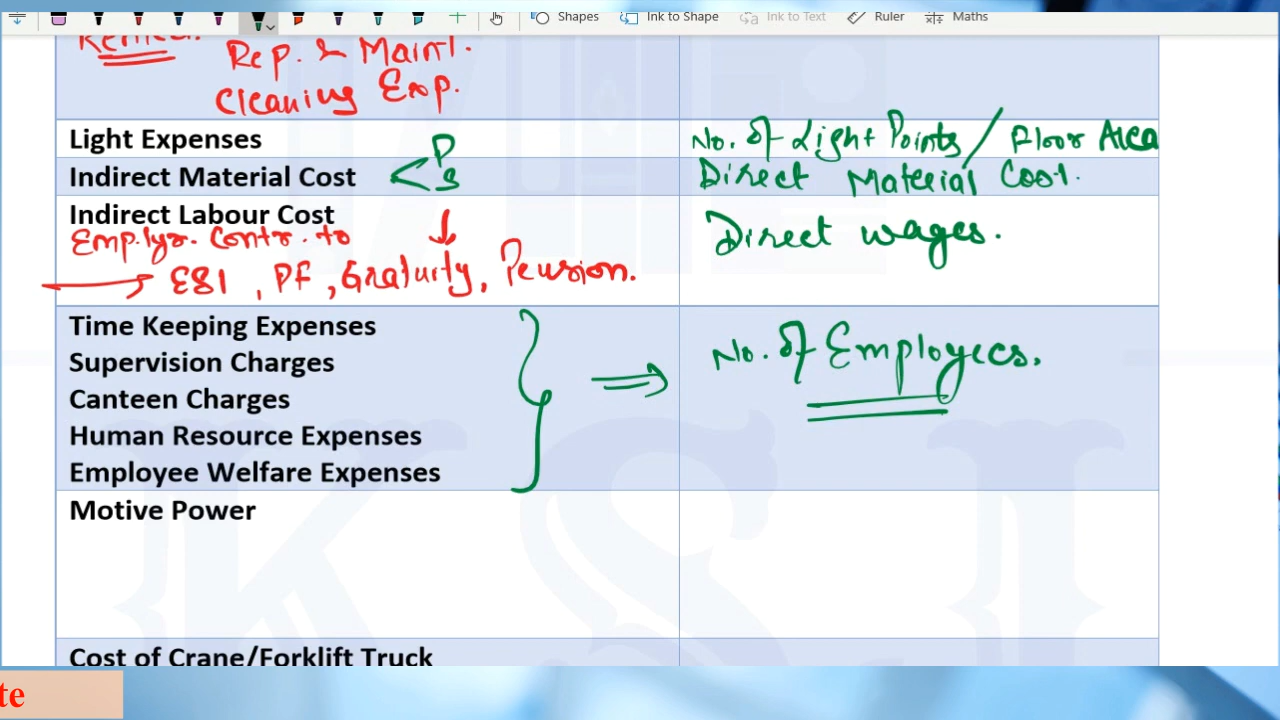 Shapes Ink to Shape Ink to Text Ruler Maths
Rep. & Maint.
Cleaning Exp.
Light Expenses No. of Light Points / Floor Area
Indirect Material Cost < P S Direct Material Cost.
Indirect Labour Cost Direct wages.
Emplyr. Contr. to
ESI, PF, Gratuity, Pension.
Time Keeping Expenses
Supervision Charges No. of Employees.
Canteen Charges
Human Resource Expenses
Employee Welfare Expenses
Motive Power
Cost of Crane/Forklift Truck
te
KSI